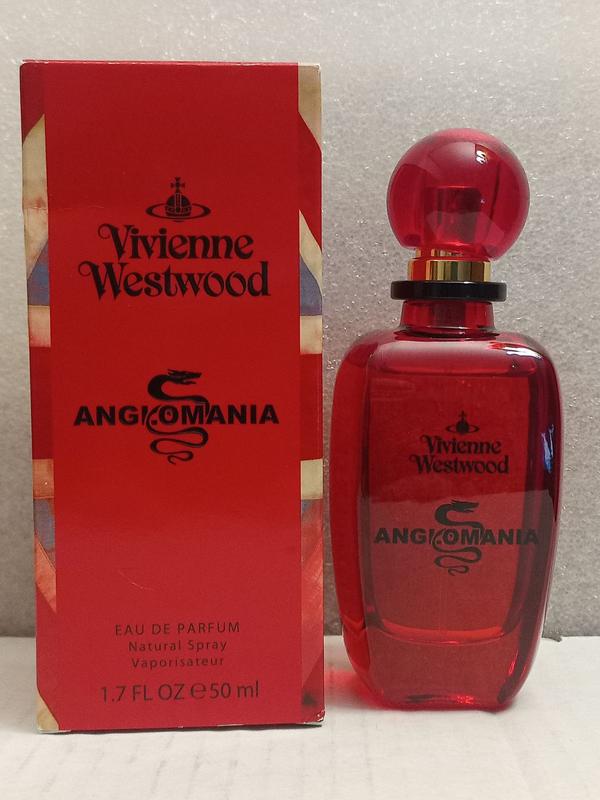 Vivienne
Westwood
ANGLOMANIA
EAU DE PARFUM
Natural Spray
Vaporisateur
1.7 FL OZ ℮ 50 ml
Vivienne
Westwood
ANGLOMANIA